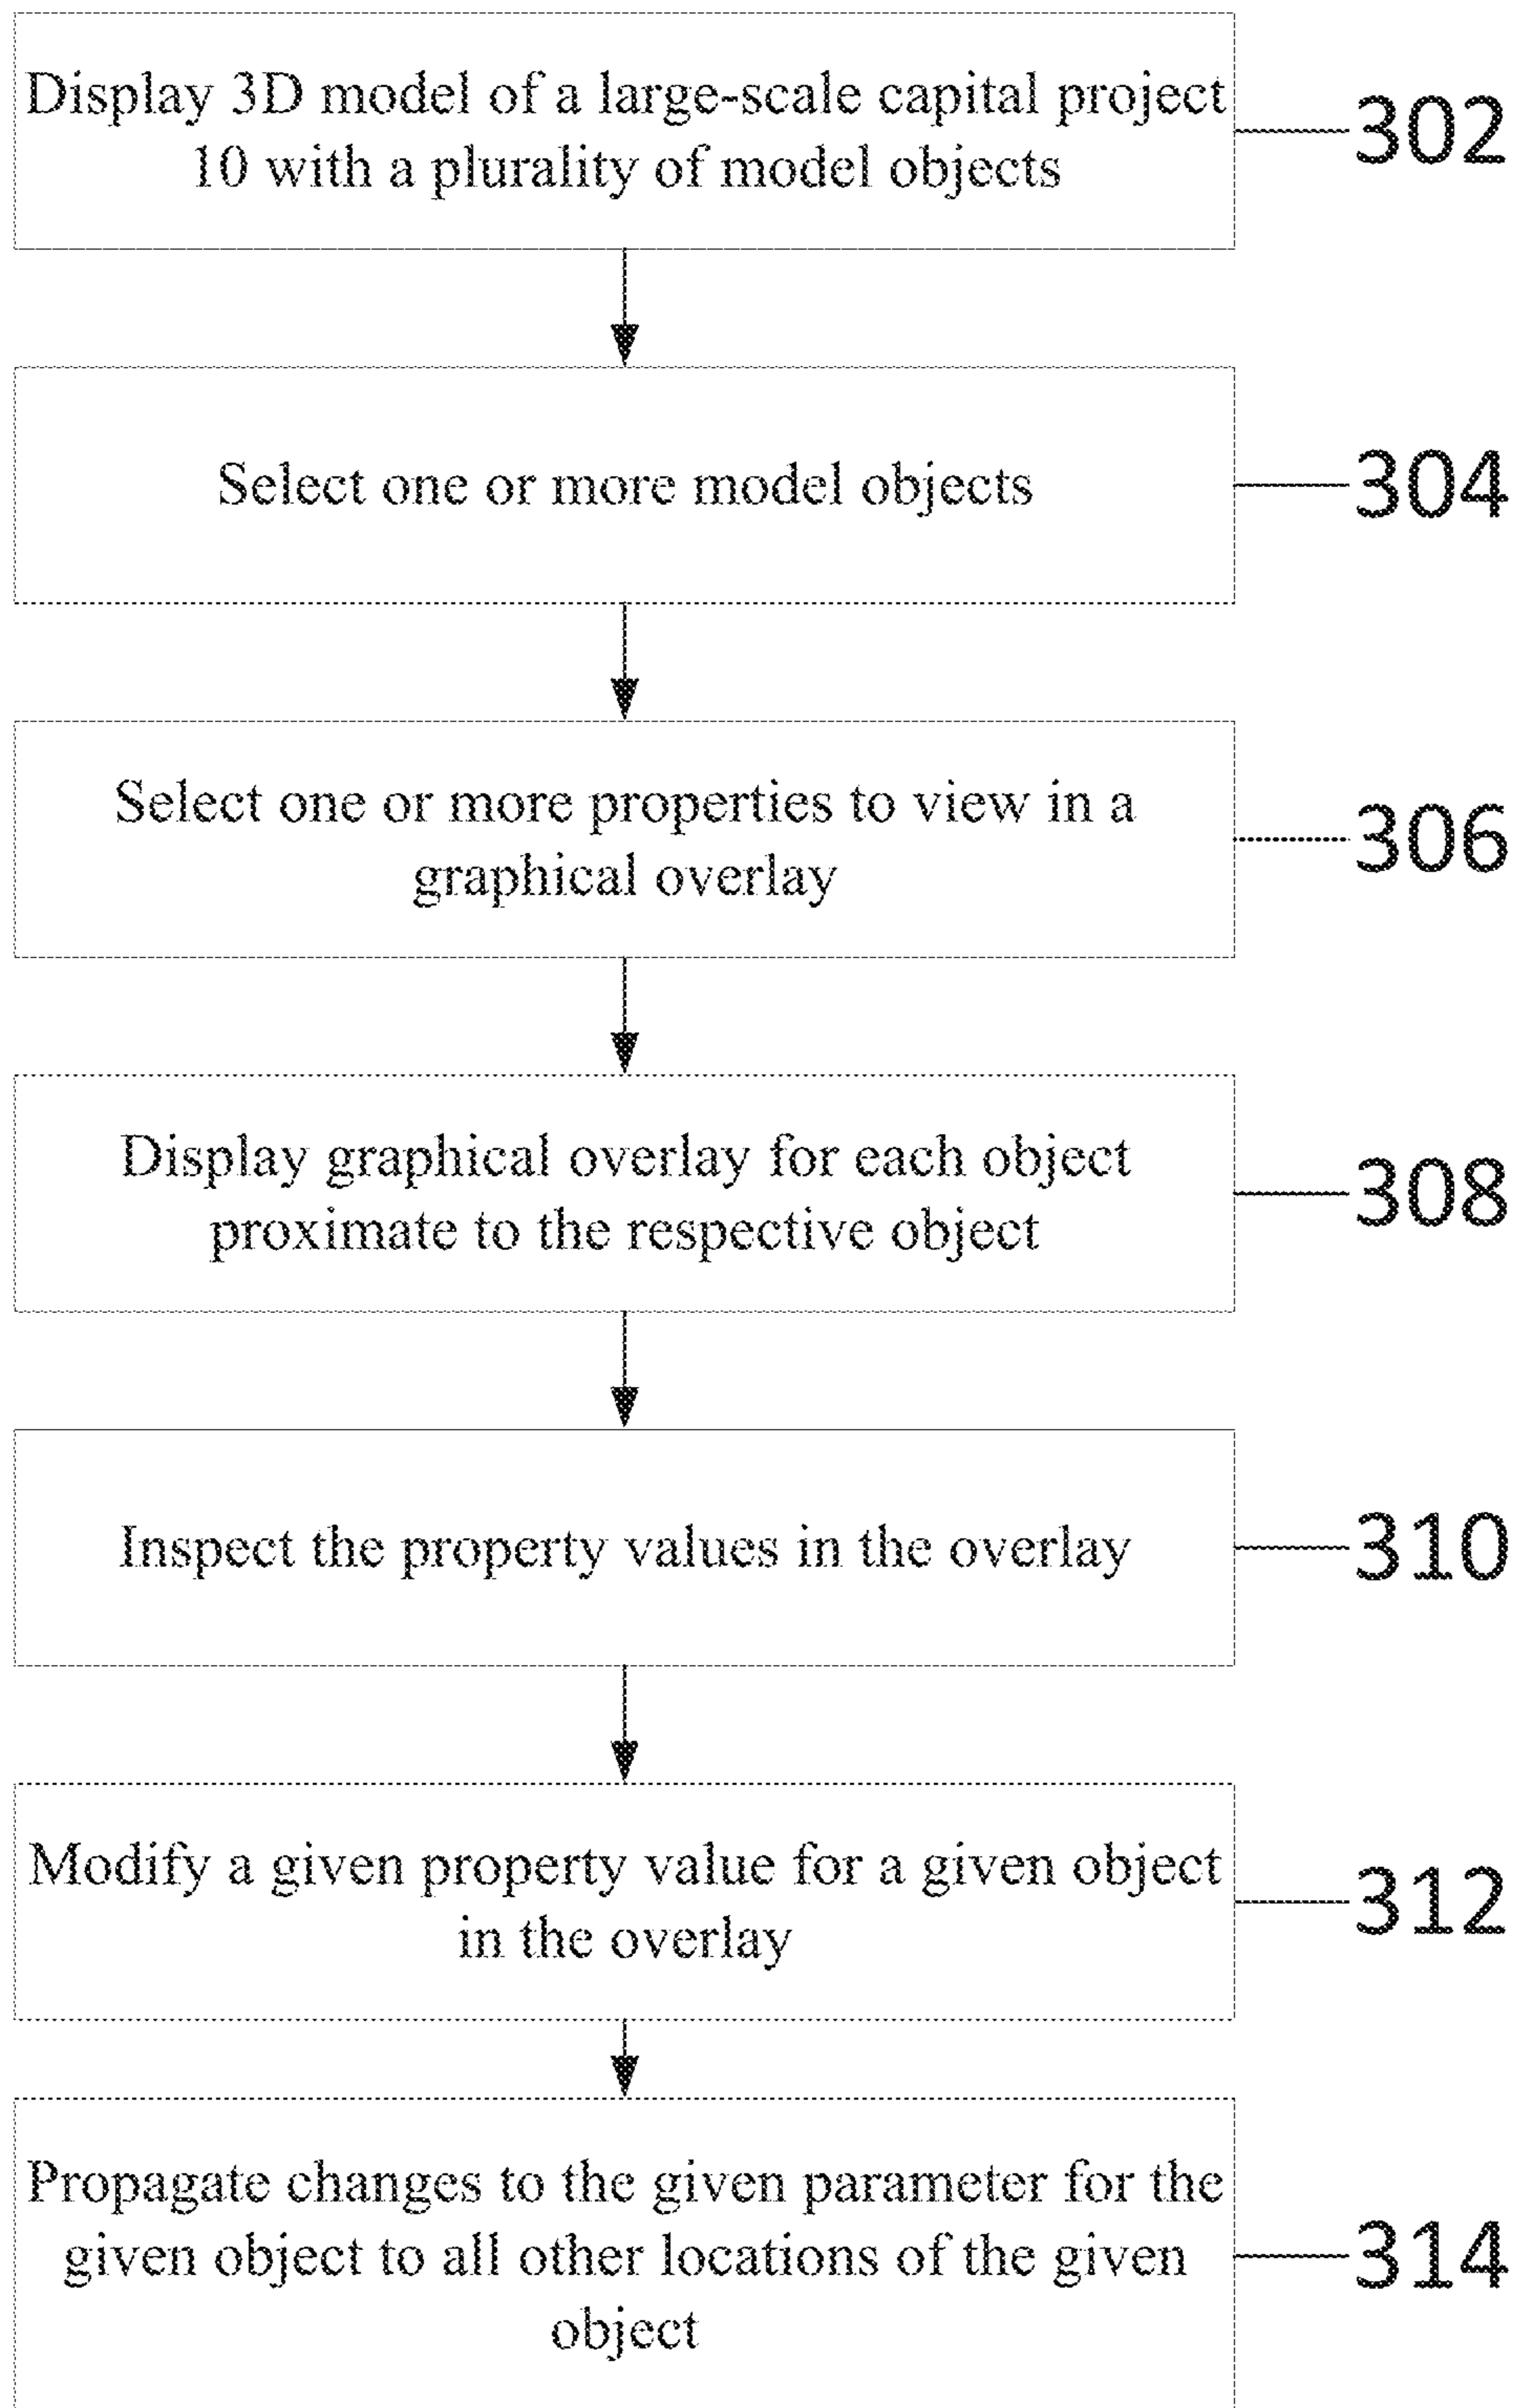 Display 3D model of a large-scale capital project
10 with a plurality of model objects
302
Select one or more model objects
304
Select one or more properties to view in a
graphical overlay
306
Display graphical overlay for each object
proximate to the respective object
308
Inspect the property values in the overlay
310
Modify a given property value for a given object
in the overlay
312
Propagate changes to the given parameter for the
given object to all other locations of the given
object
314